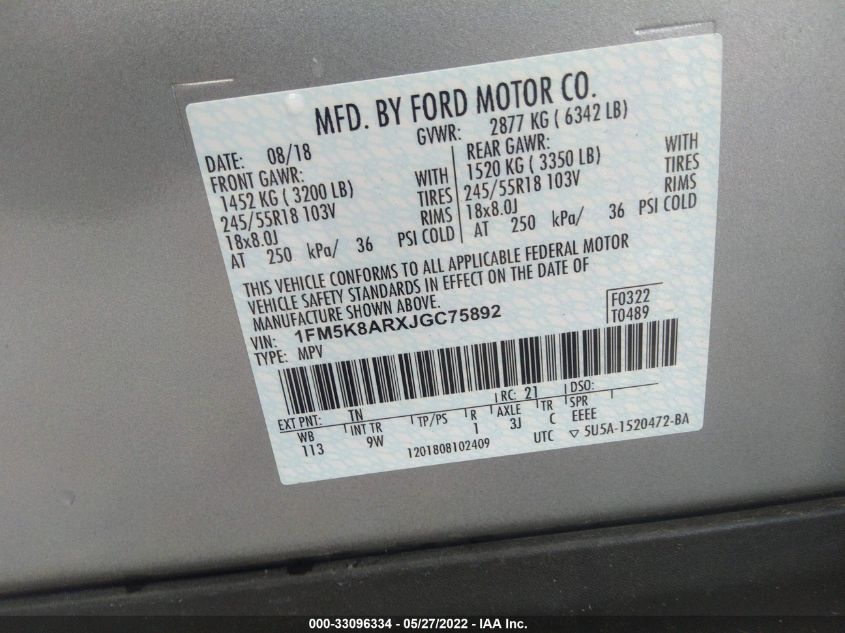 MFD. BY FORD MOTOR CO.
DATE: 08/18 GVWR: 2877 KG ( 6342 LB)
FRONT GAWR: REAR GAWR:
1452 KG ( 3200 LB) WITH 1520 KG ( 3350 LB) WITH
245/55R18 103V TIRES 245/55R18 103V TIRES
18x8.0J RIMS 18x8.0J RIMS
AT 250 kPa/ 36 PSI COLD AT 250 kPa/ 36 PSI COLD
THIS VEHICLE CONFORMS TO ALL APPLICABLE FEDERAL MOTOR
VEHICLE SAFETY STANDARDS IN EFFECT ON THE DATE OF
MANUFACTURE SHOWN ABOVE.
VIN: 1FM5K8ARXJGC75892 F0322
TYPE: MPV T0489
EXT PNT: TN RC: 21 DSO:
WB INT TR TP/PS R AXLE TR SPR
113 9W 1 3J C EEEE
1201808102409 UTC ▽ 5U5A-1520472-BA
000-33096334 — 05/27/2022 - IAA Inc.